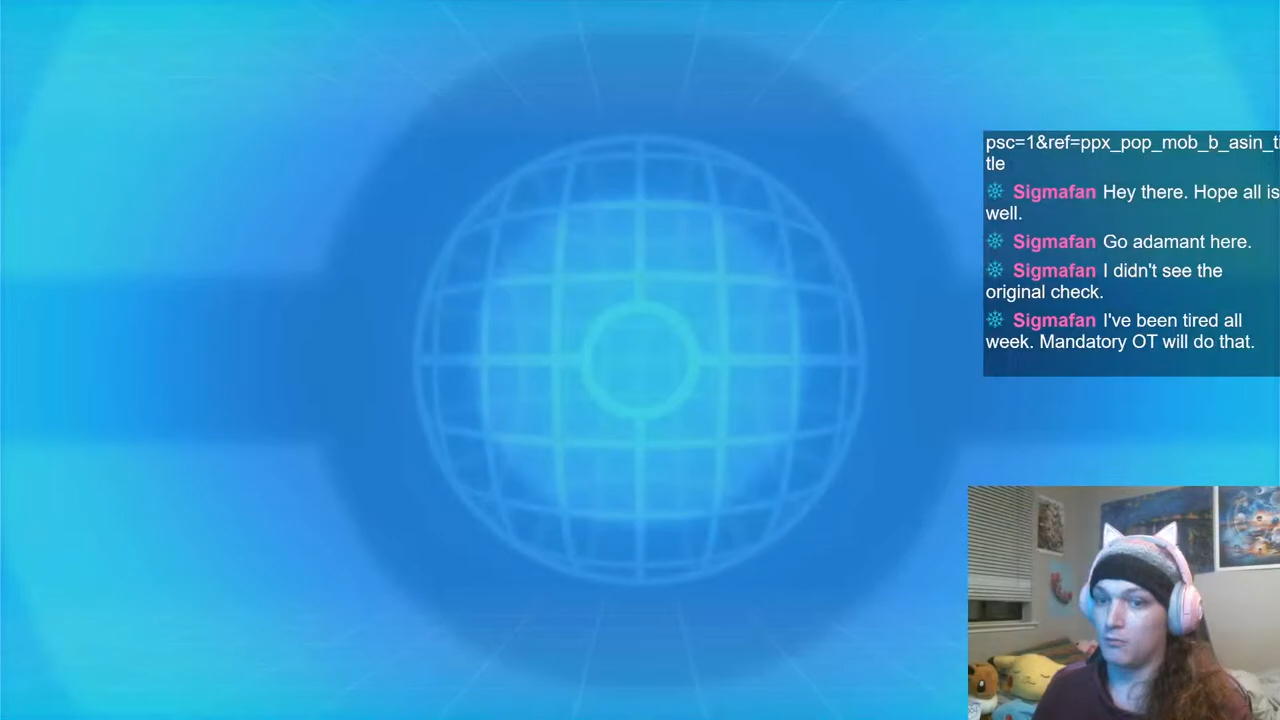 psc=1&ref=ppx_pop_mob_b_asin_ti
tle
Sigmafan Hey there. Hope all is
well.
Sigmafan Go adamant here.
Sigmafan I didn't see the
original check.
Sigmafan I've been tired all
week. Mandatory OT will do that.